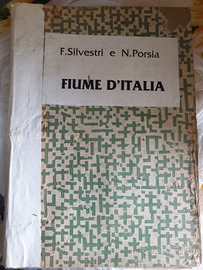 F.Silvestri e N.Porsia
FIUME D'ITALIA